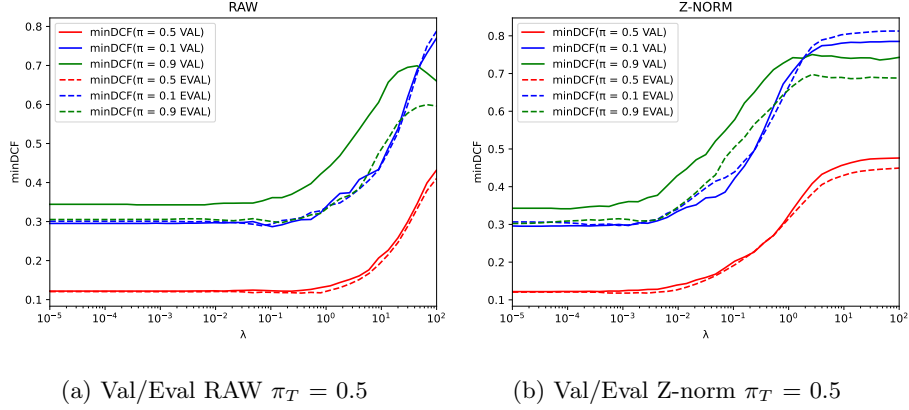 RAW
minDCF(π = 0.5 VAL)
minDCF(π = 0.1 VAL)
minDCF(π = 0.9 VAL)
minDCF(π = 0.5 EVAL)
minDCF(π = 0.1 EVAL)
minDCF(π = 0.9 EVAL)
minDCF
0.8
0.7
0.6
0.5
0.4
0.3
0.2
0.1
10⁻⁵ 10⁻⁴ 10⁻³ 10⁻² 10⁻¹ 10⁰ 10¹ 10²
λ
(a) Val/Eval RAW π_T = 0.5
Z-NORM
minDCF(π = 0.5 VAL)
minDCF(π = 0.1 VAL)
minDCF(π = 0.9 VAL)
minDCF(π = 0.5 EVAL)
minDCF(π = 0.1 EVAL)
minDCF(π = 0.9 EVAL)
minDCF
0.8
0.7
0.6
0.5
0.4
0.3
0.2
0.1
10⁻⁵ 10⁻⁴ 10⁻³ 10⁻² 10⁻¹ 10⁰ 10¹ 10²
λ
(b) Val/Eval Z-norm π_T = 0.5